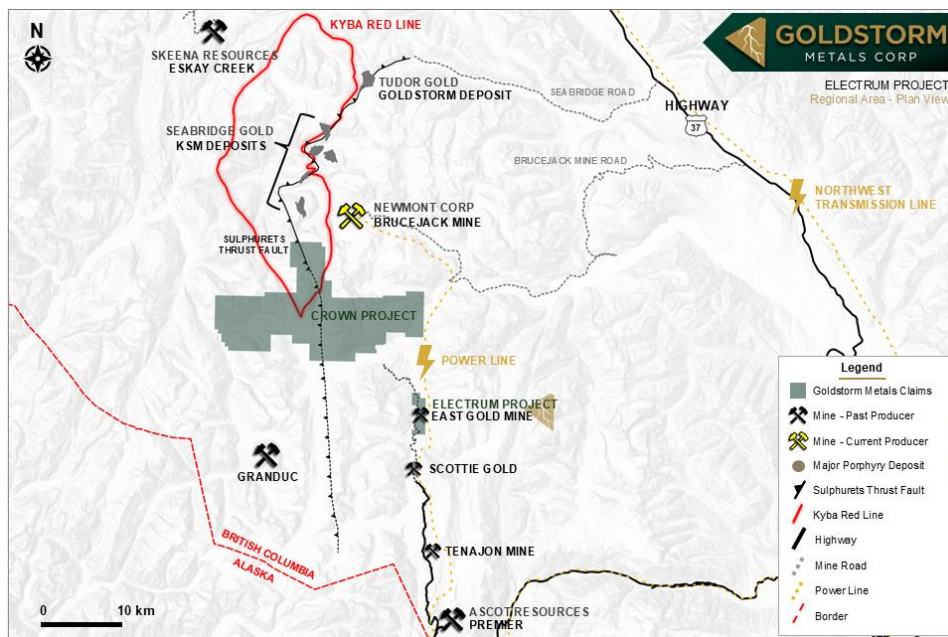 N
KYBA RED LINE
GOLDSTORM
METALS CORP
SKEENA RESOURCES
ESKAY CREEK
ELECTRUM PROJECT
Regional Area - Plan View
TUDOR GOLD
GOLDSTORM DEPOSIT
SEABRIDGE ROAD
HIGHWAY
37
SEABRIDGE GOLD
KSM DEPOSITS
BRUCEJACK MINE ROAD
NORTHWEST
TRANSMISSION LINE
NEWMONT CORP
BRUCEJACK MINE
SULPHURETS
THRUST FAULT
CROWN PROJECT
POWER LINE
ELECTRUM PROJECT
EAST GOLD MINE
SCOTTIE GOLD
GRANDUC
TENAJON MINE
BRITISH COLUMBIA
ALASKA
0 10 km
ASCOT RESOURCES
PREMIER
Legend
Goldstorm Metals Claims
Mine - Past Producer
Mine - Current Producer
Major Porphyry Deposit
Sulphurets Thrust Fault
Kyba Red Line
Highway
Mine Road
Power Line
Border